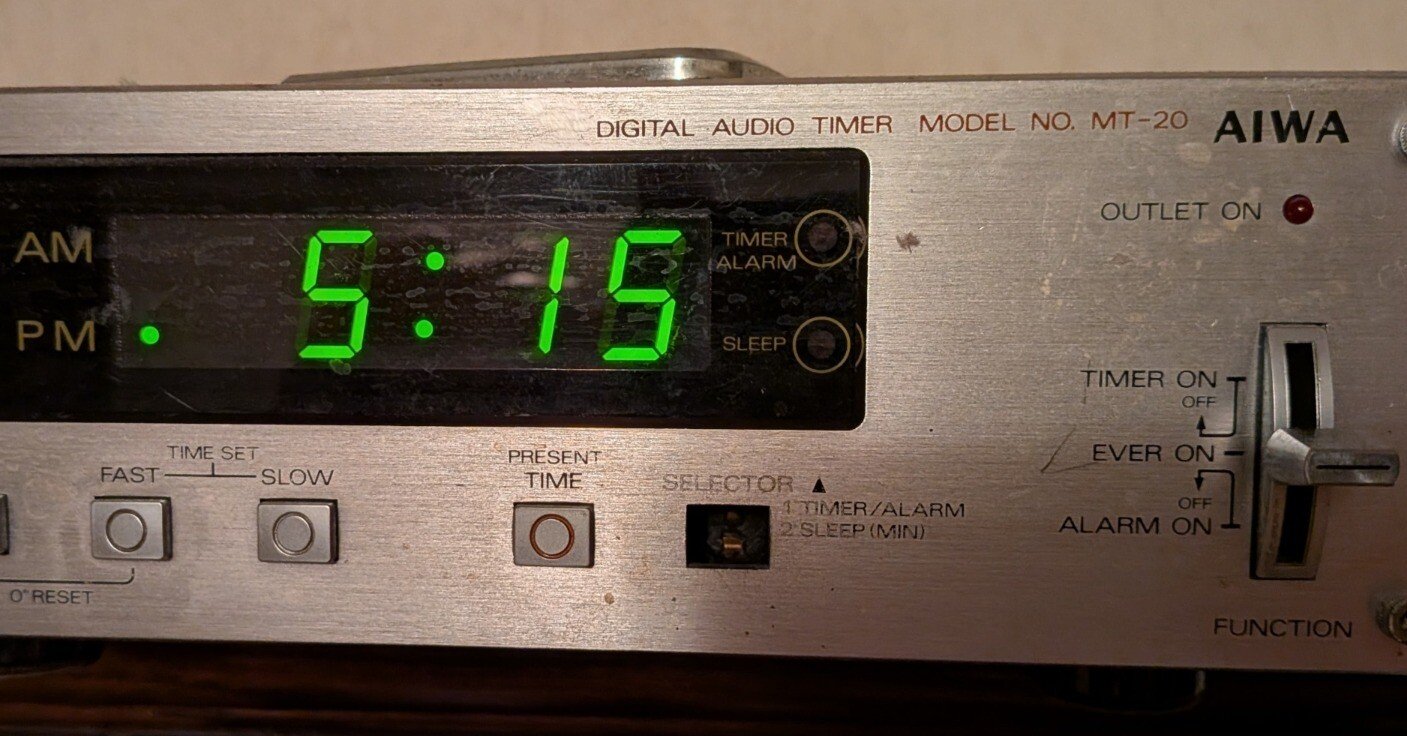 DIGITAL AUDIO TIMER MODEL NO. MT-20 AIWA
OUTLET ON
AM
PM
5:15
TIMER
ALARM
SLEEP
TIMER ON
OFF
EVER ON
OFF
ALARM ON
FUNCTION
TIME SET
FAST
SLOW
0" RESET
PRESENT
TIME
SELECTOR ▲
1 TIMER/ALARM
2 SLEEP (MIN)